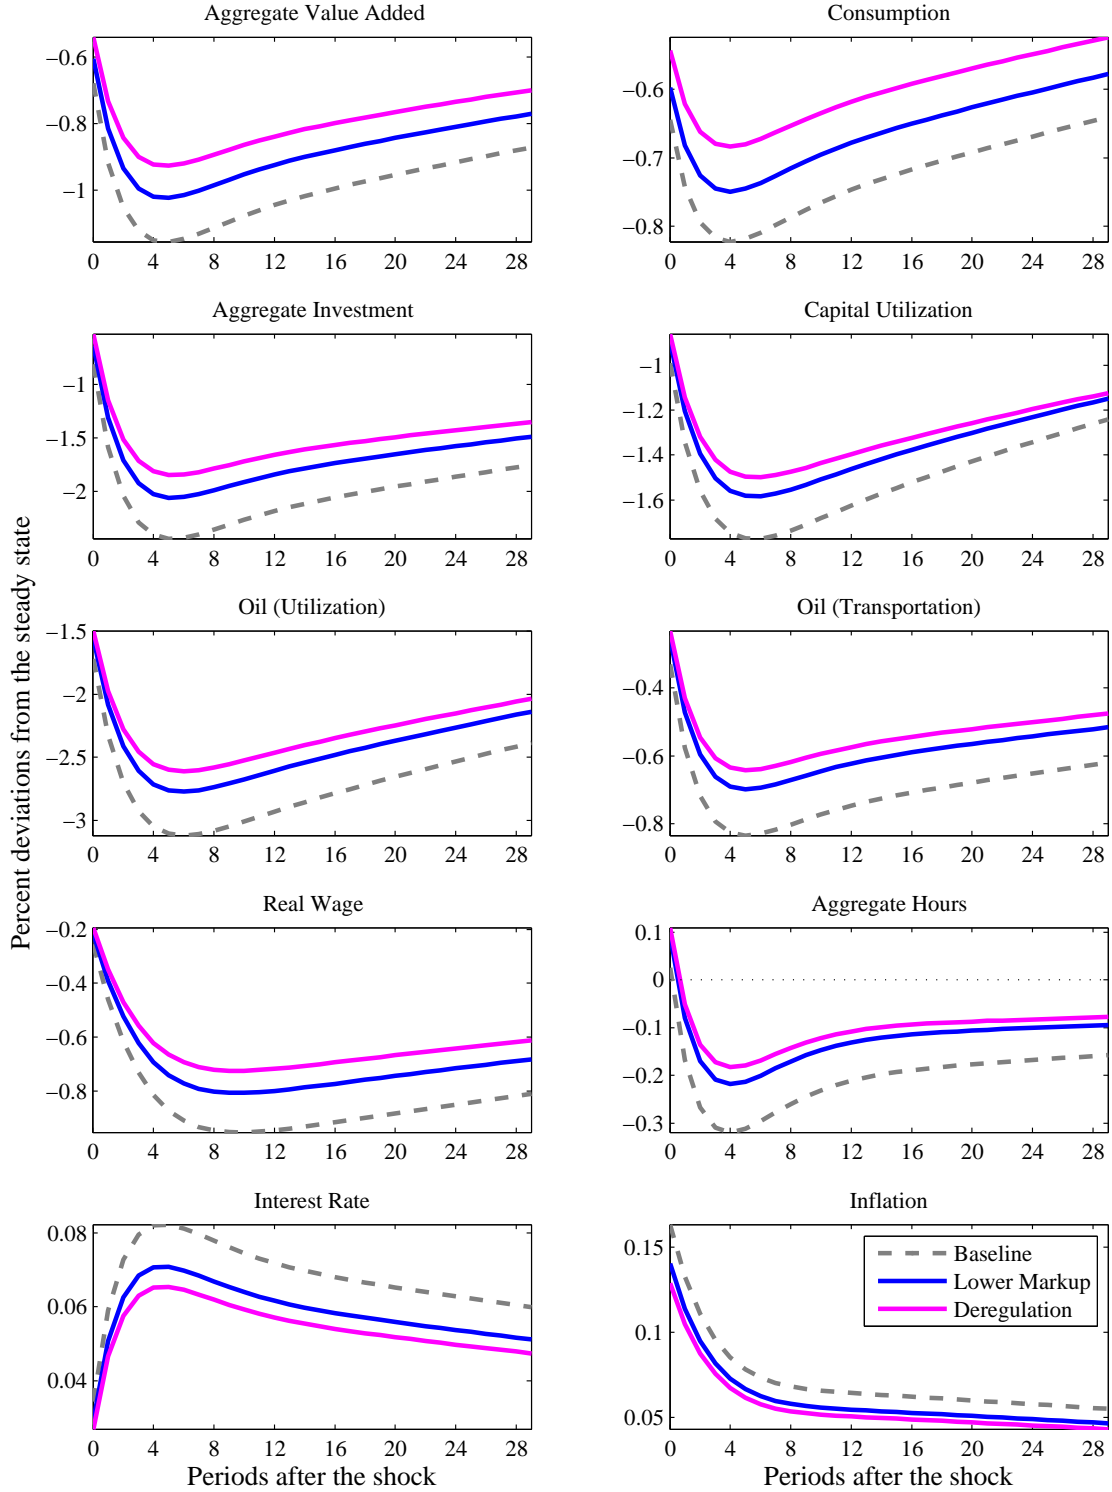 Aggregate Value Added
−0.6
−0.8
−1
0 4 8 12 16 20 24 28
Consumption
−0.6
−0.7
−0.8
0 4 8 12 16 20 24 28
Aggregate Investment
−1
−1.5
−2
0 4 8 12 16 20 24 28
Capital Utilization
−1
−1.2
−1.4
−1.6
0 4 8 12 16 20 24 28
Percent deviations from the steady state
Oil (Utilization)
−1.5
−2
−2.5
−3
0 4 8 12 16 20 24 28
Oil (Transportation)
−0.4
−0.6
−0.8
0 4 8 12 16 20 24 28
Real Wage
−0.2
−0.4
−0.6
−0.8
0 4 8 12 16 20 24 28
Aggregate Hours
0.1
0
−0.1
−0.2
−0.3
0 4 8 12 16 20 24 28
Interest Rate
0.08
0.06
0.04
0 4 8 12 16 20 24 28
Periods after the shock
Inflation
0.15
0.1
0.05
Baseline
Lower Markup
Deregulation
0 4 8 12 16 20 24 28
Periods after the shock